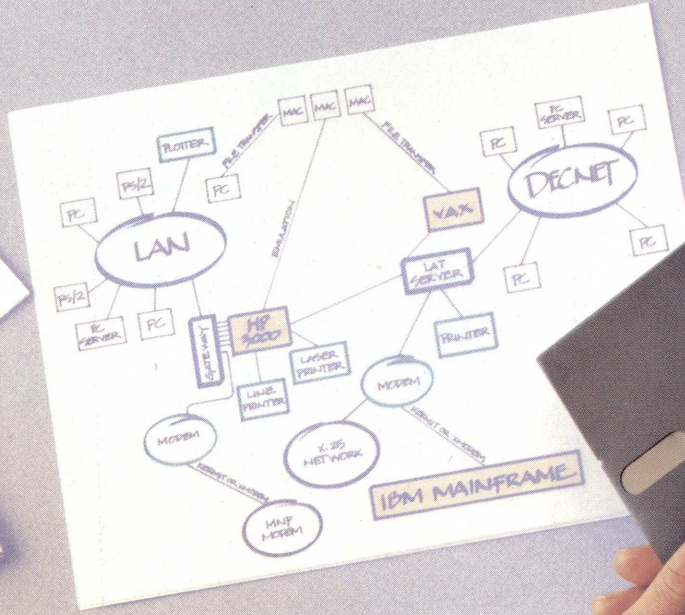 MAC
MAC
MAC
FILE TRANSFER
FILE TRANSFER
EMULATION
PLOTTER
PC
PS/2
PC
LAN
PS/2
PC
SERVER
PC
GATEWAY
HP
3000
LASER
PRINTER
LINE
PRINTER
MODEM
KERMIT OR XMODEM
MNP
MODEM
VAX
LAT
SERVER
PRINTER
MODEM
KERMIT OR XMODEM
X.25
NETWORK
IBM MAINFRAME
PC
PC
SERVER
PC
DECNET
PC
PC